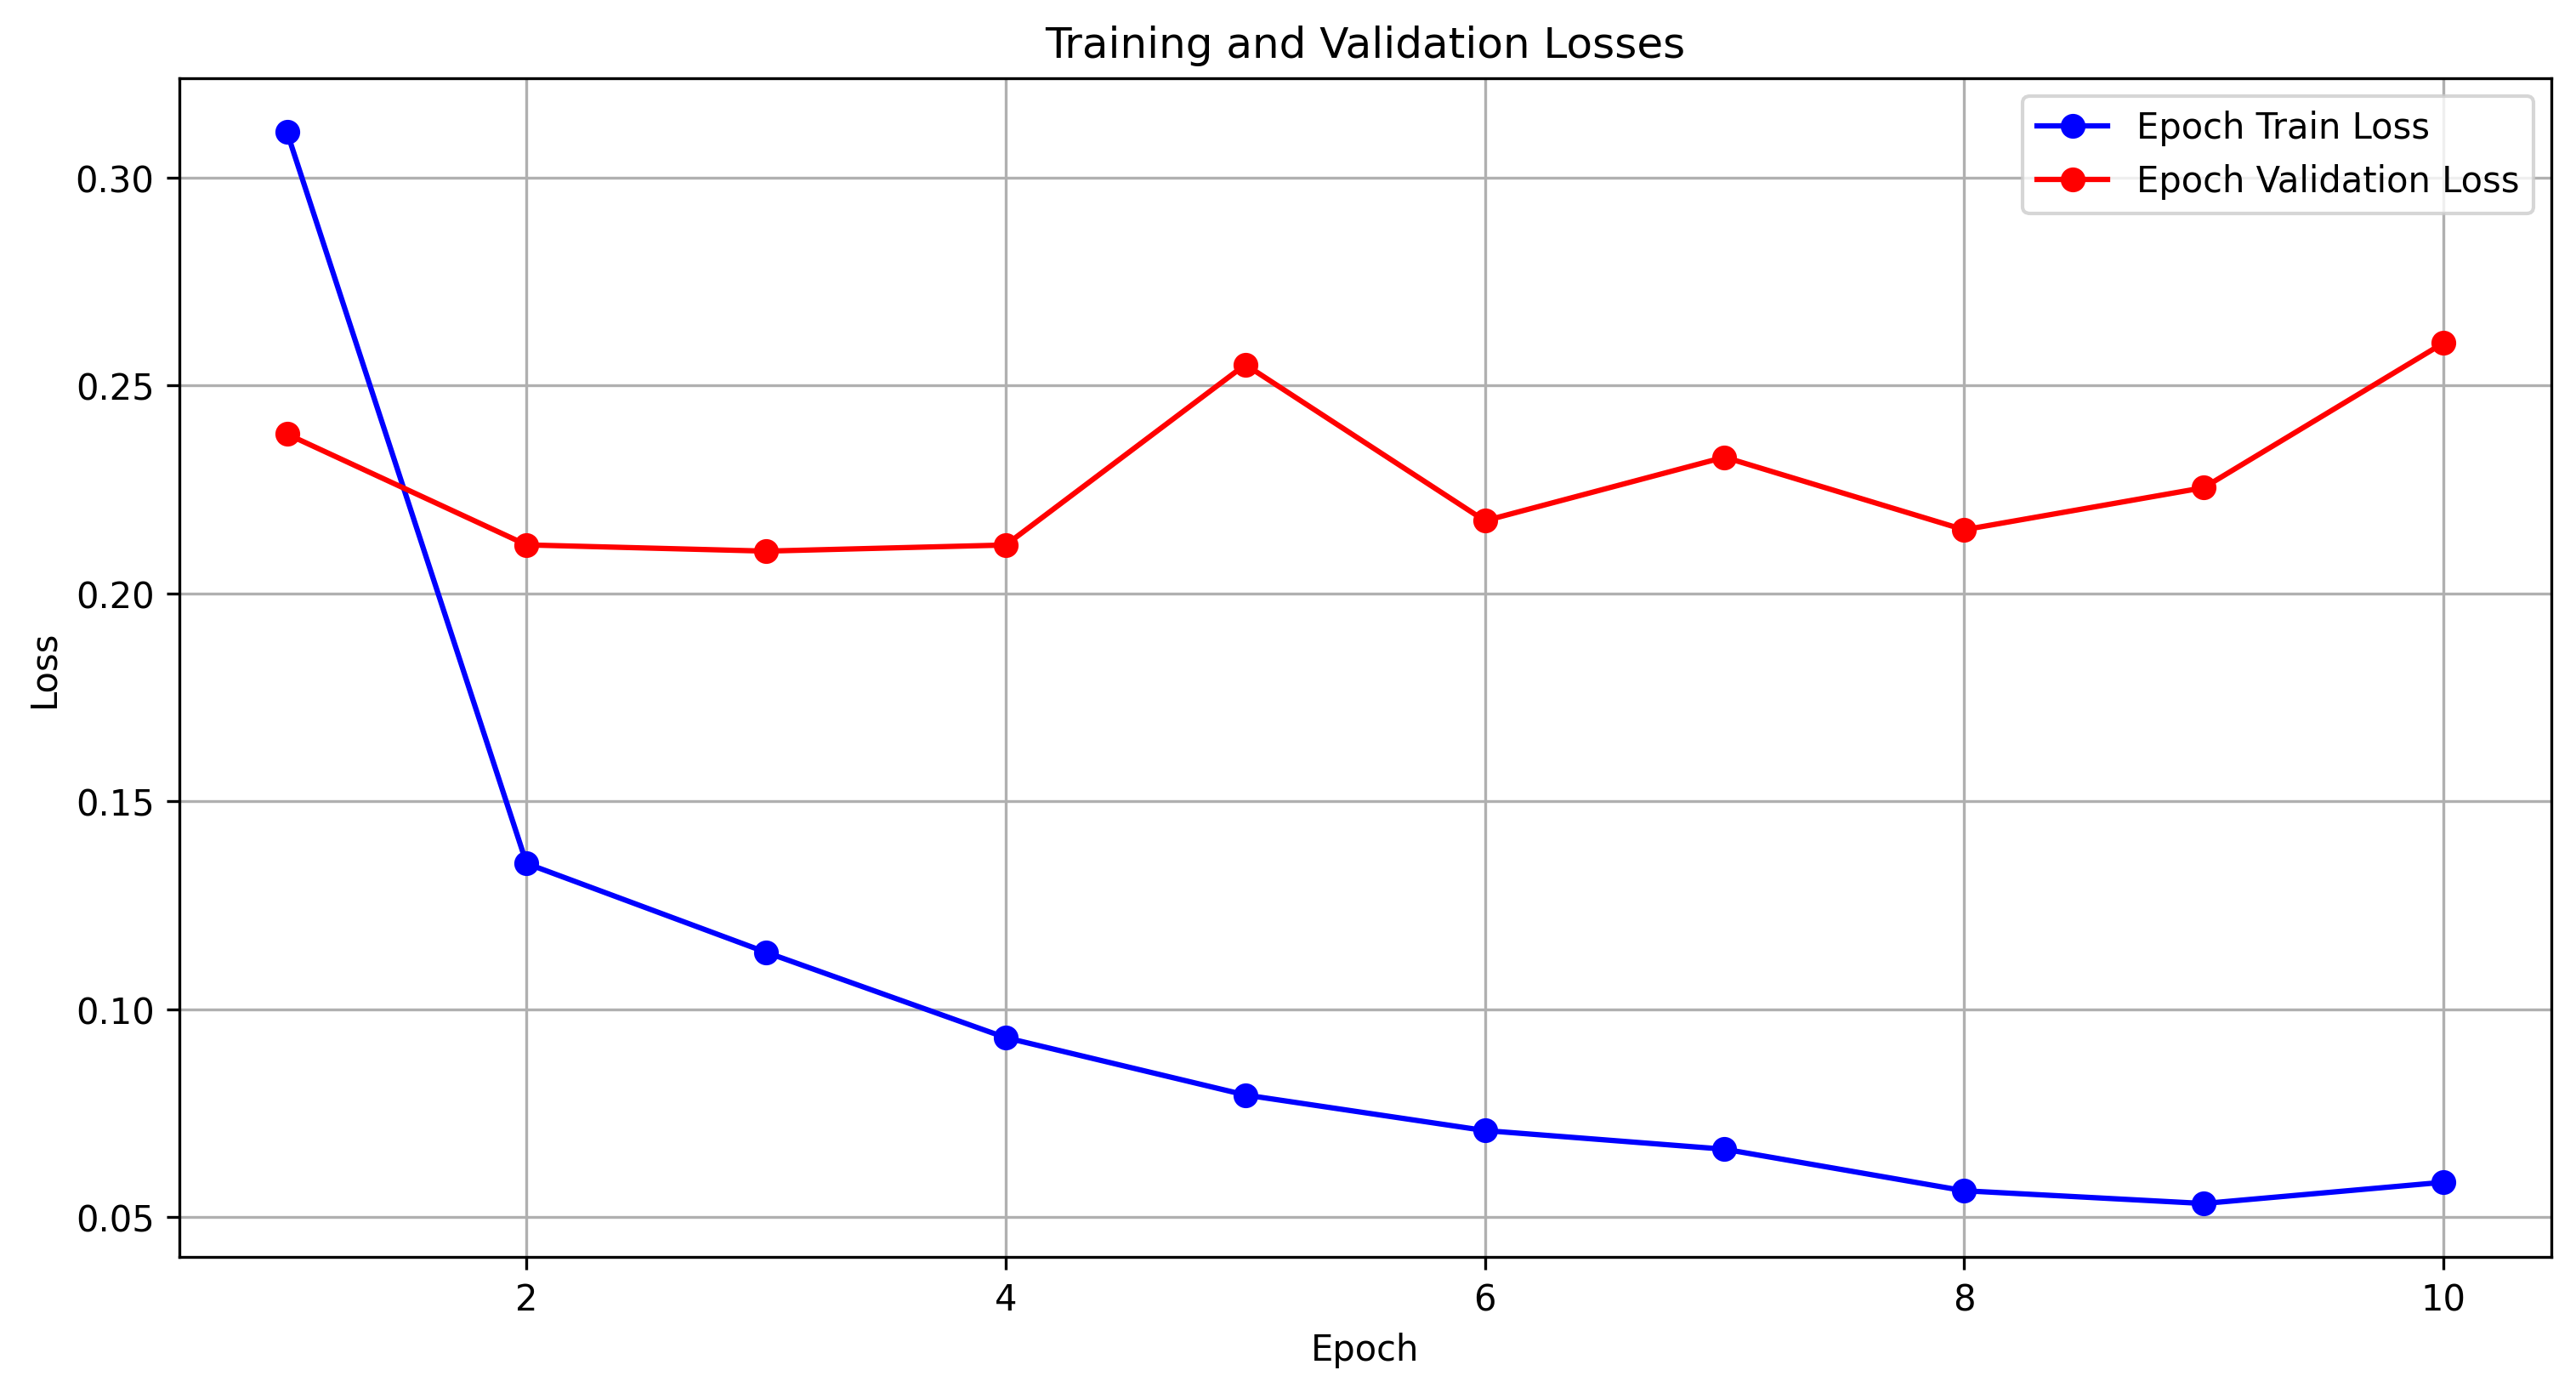 Training and Validation Losses
Epoch Train Loss
Epoch Validation Loss
0.30
0.25
0.20
0.15
0.10
0.05
Loss
2 4 6 8 10
Epoch